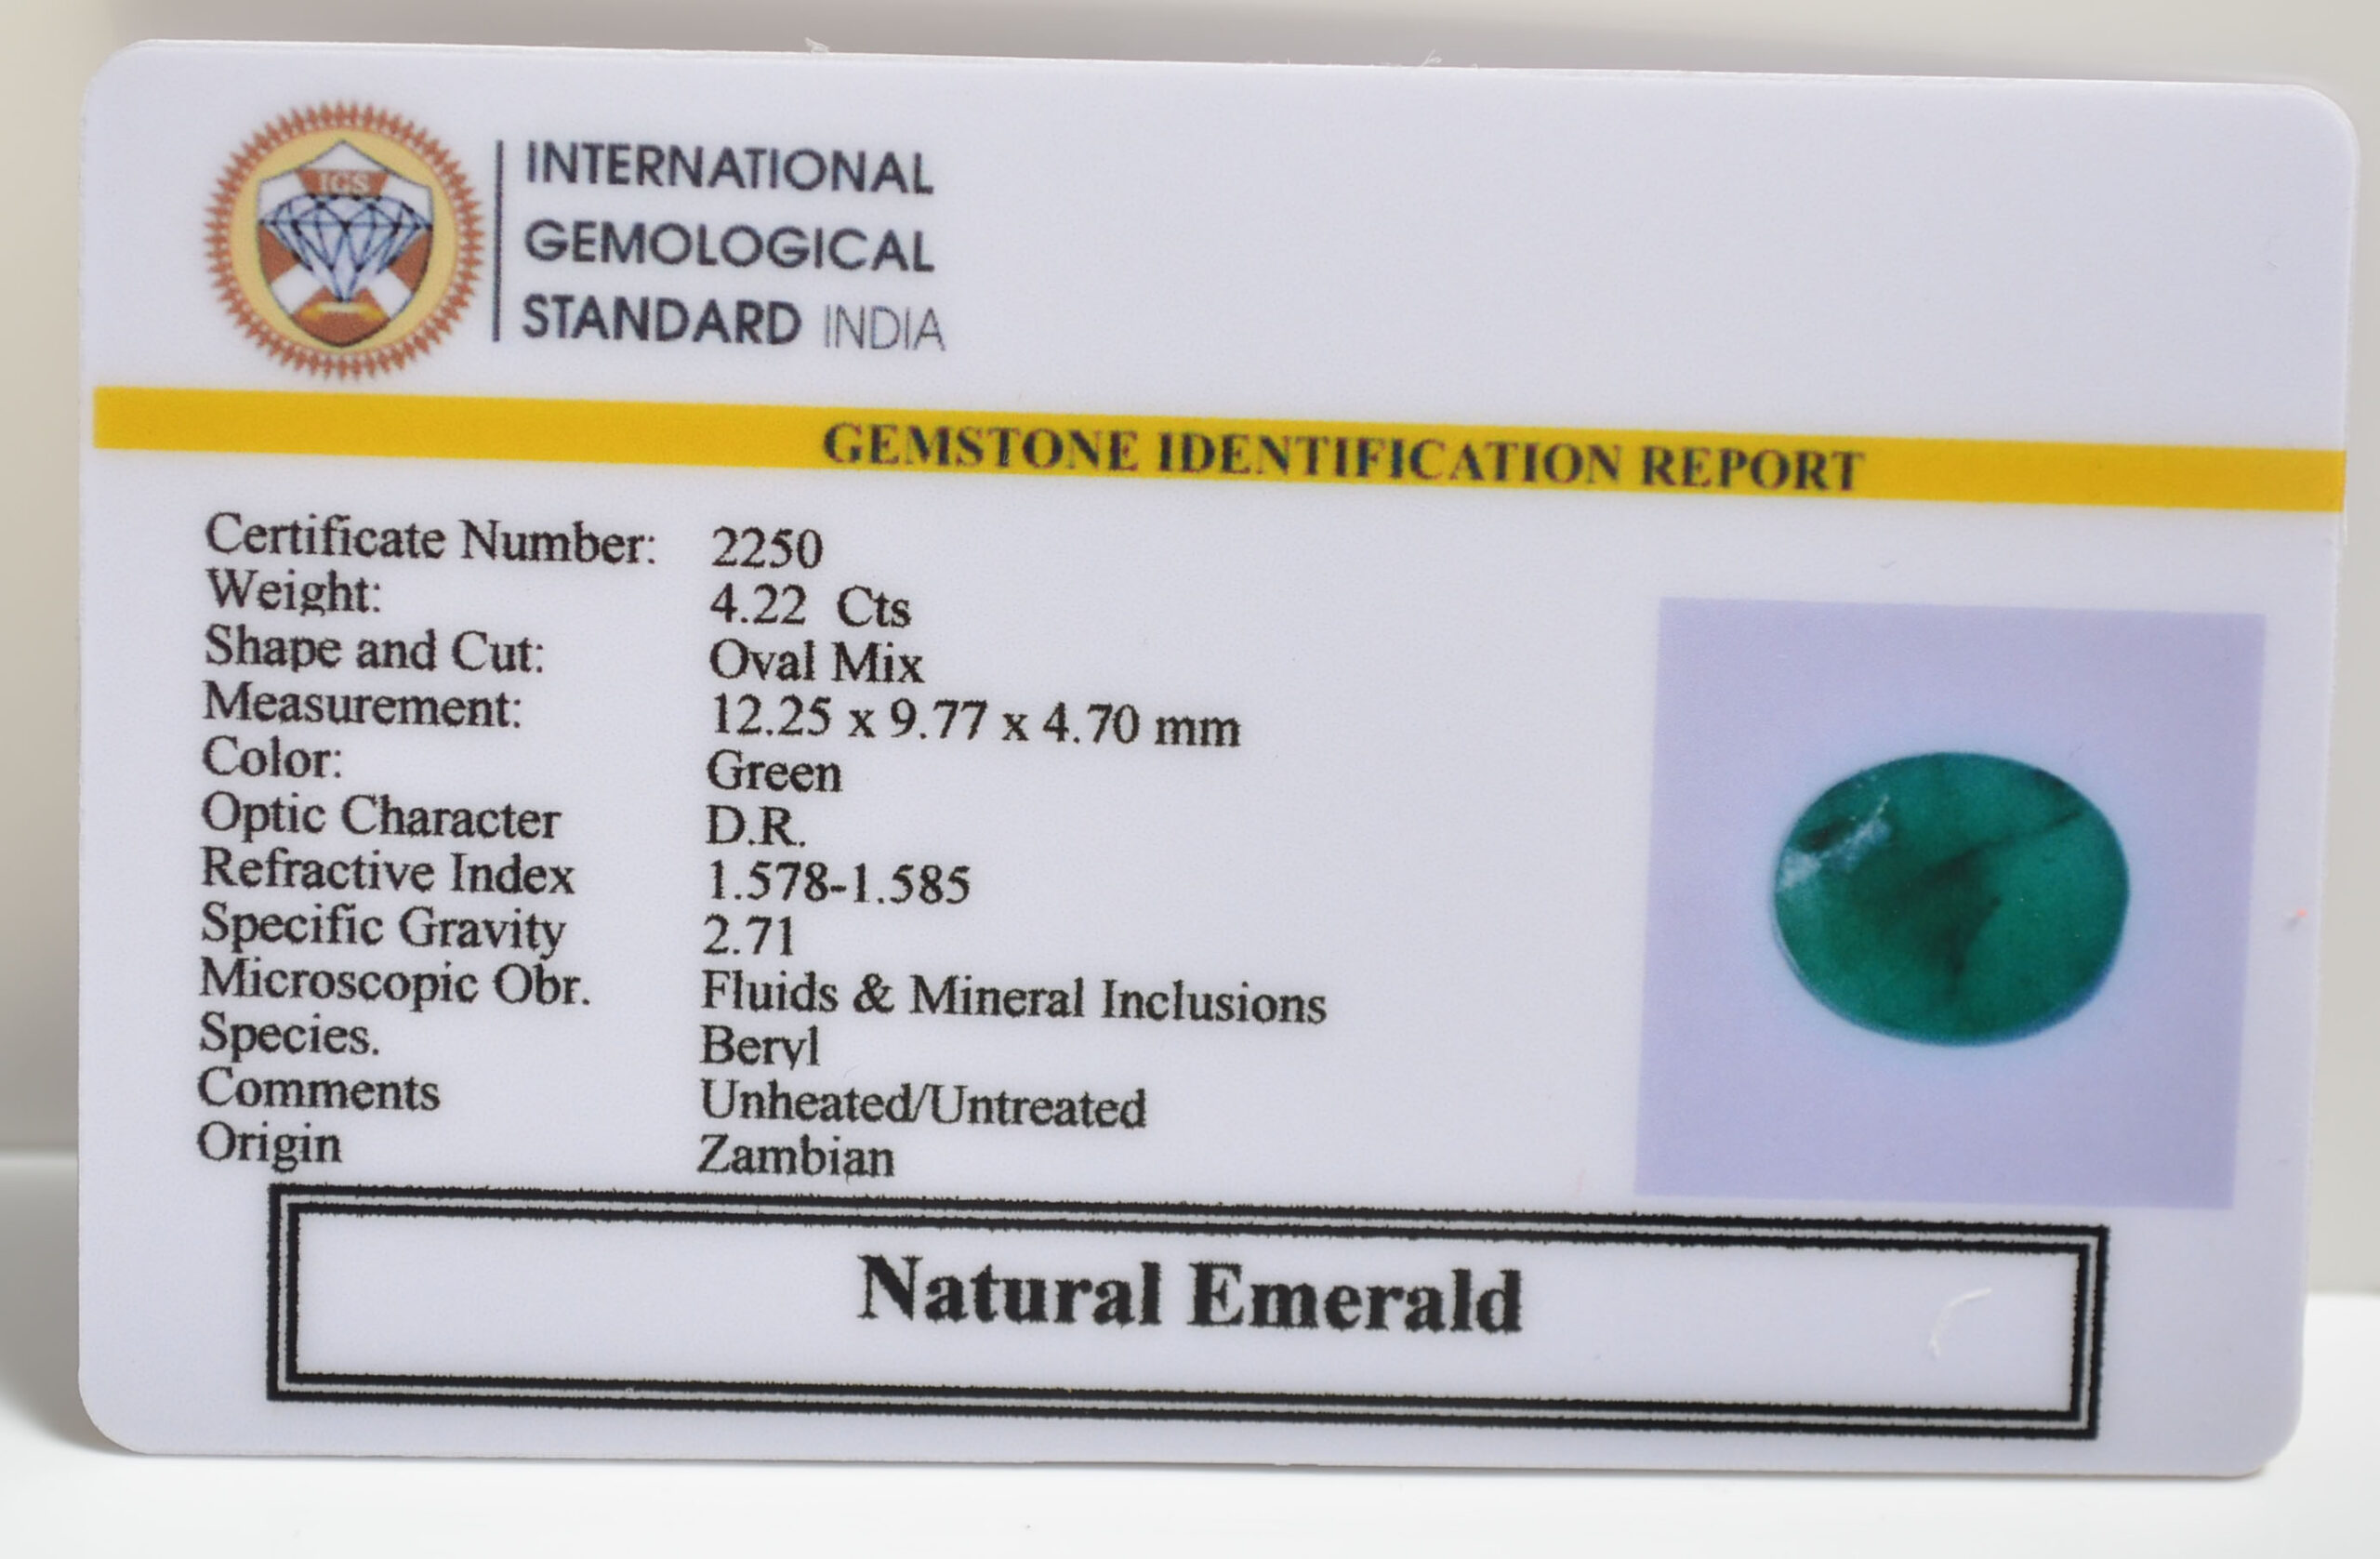 IGS
INTERNATIONAL
GEMOLOGICAL
STANDARD INDIA
GEMSTONE IDENTIFICATION REPORT
Certificate Number: 2250
Weight: 4.22 Cts
Shape and Cut: Oval Mix
Measurement: 12.25 x 9.77 x 4.70 mm
Color: Green
Optic Character D.R.
Refractive Index 1.578-1.585
Specific Gravity 2.71
Microscopic Obr. Fluids & Mineral Inclusions
Species. Beryl
Comments Unheated/Untreated
Origin Zambian
Natural Emerald